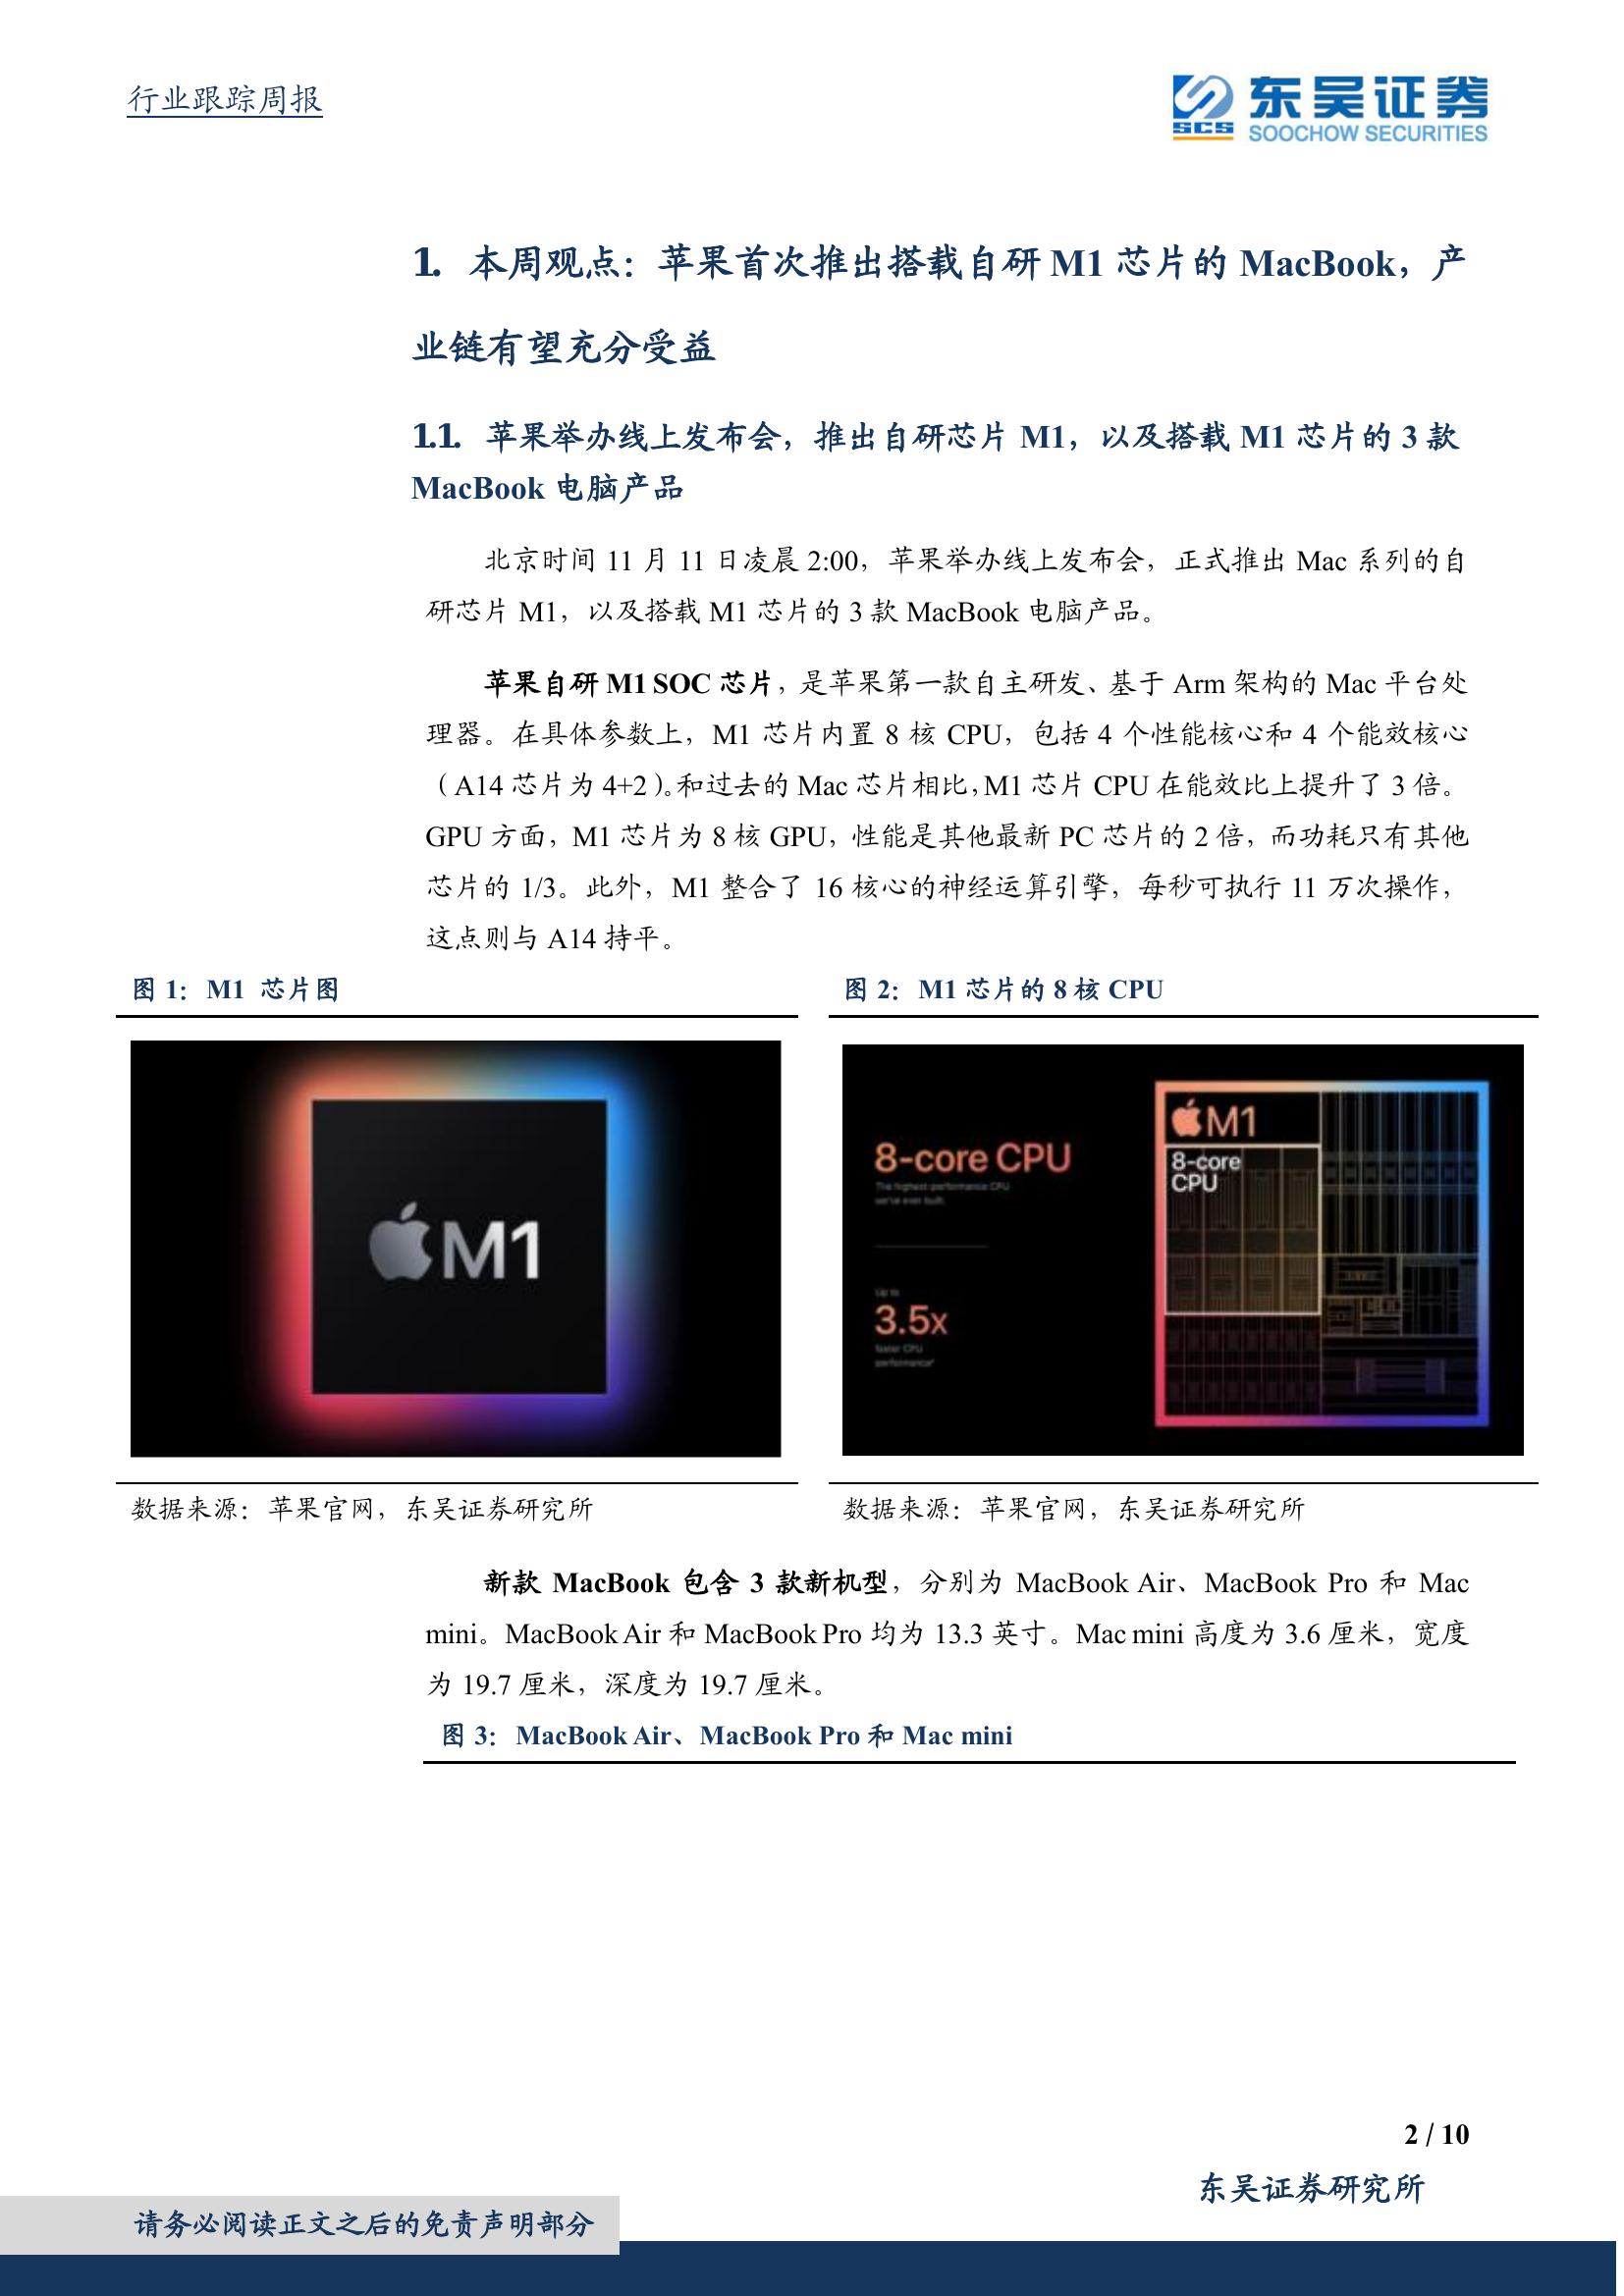 行业跟踪周报
东吴证券
SCS SOOCHOW SECURITIES
1. 本周观点：苹果首次推出搭载自研 M1 芯片的 MacBook，产
业链有望充分受益
1.1. 苹果举办线上发布会，推出自研芯片 M1，以及搭载 M1 芯片的 3 款
MacBook 电脑产品
北京时间 11 月 11 日凌晨 2:00，苹果举办线上发布会，正式推出 Mac 系列的自
研芯片 M1，以及搭载 M1 芯片的 3 款 MacBook 电脑产品。
苹果自研 M1 SOC 芯片，是苹果第一款自主研发、基于 Arm 架构的 Mac 平台处
理器。在具体参数上，M1 芯片内置 8 核 CPU，包括 4 个性能核心和 4 个能效核心
（A14 芯片为 4+2）。和过去的 Mac 芯片相比，M1 芯片 CPU 在能效比上提升了 3 倍。
GPU 方面，M1 芯片为 8 核 GPU，性能是其他最新 PC 芯片的 2 倍，而功耗只有其他
芯片的 1/3。此外，M1 整合了 16 核心的神经运算引擎，每秒可执行 11 万次操作，
这点则与 A14 持平。
图 1：M1 芯片图
M1
数据来源：苹果官网，东吴证券研究所
图 2：M1 芯片的 8 核 CPU
8-core CPU
The highest-performance CPU
we've ever built.
Up to
3.5x
faster CPU
performance
M1
8-core
CPU
数据来源：苹果官网，东吴证券研究所
新款 MacBook 包含 3 款新机型，分别为 MacBook Air、MacBook Pro 和 Mac
mini。MacBook Air 和 MacBook Pro 均为 13.3 英寸。Mac mini 高度为 3.6 厘米，宽度
为 19.7 厘米，深度为 19.7 厘米。
图 3：MacBook Air、MacBook Pro 和 Mac mini
2 / 10
东吴证券研究所
请务必阅读正文之后的免责声明部分